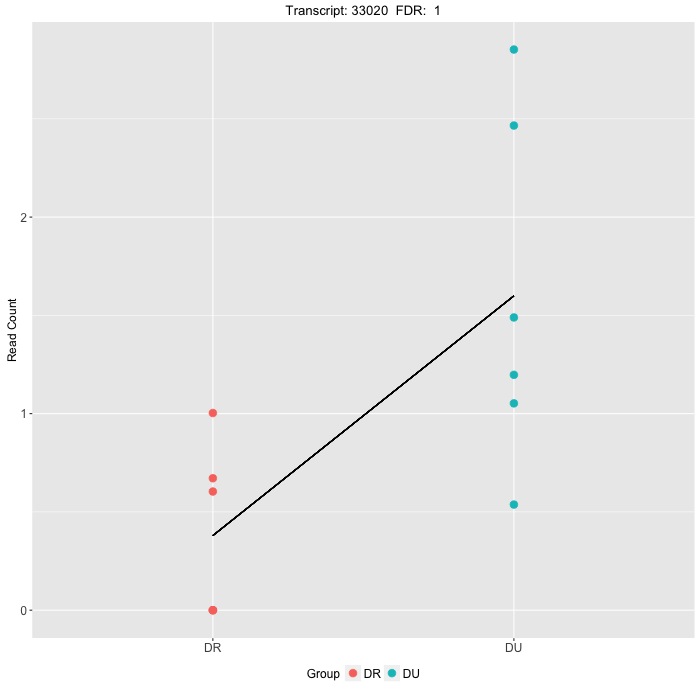 Transcript: 33020 FDR: 1
Read Count
2
1
0
DR DU
Group DR DU